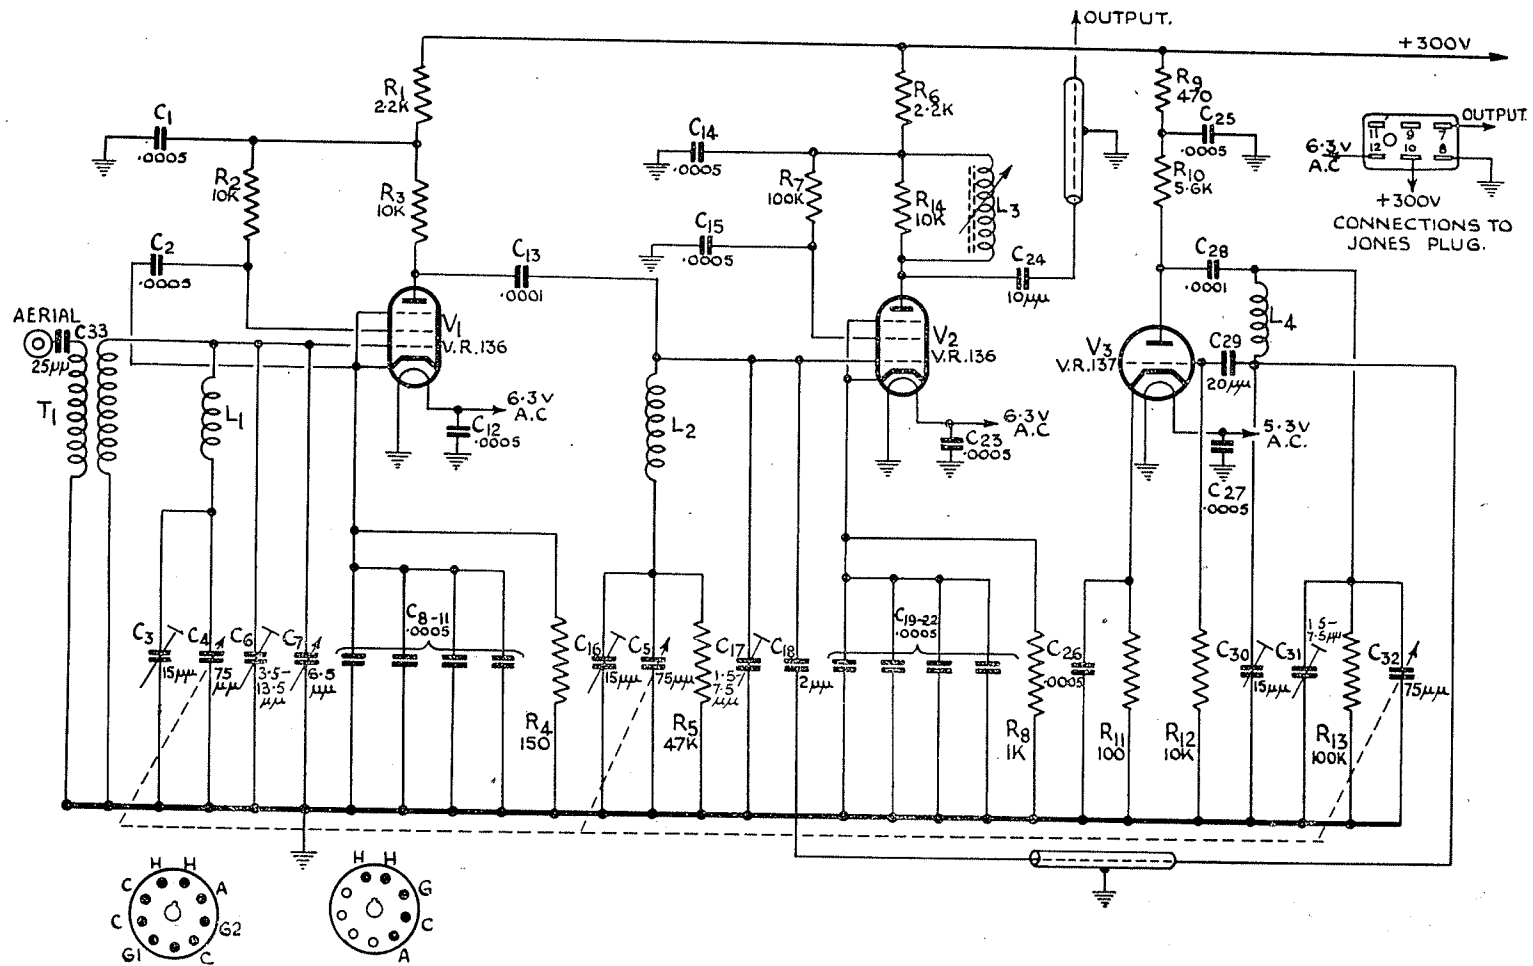 OUTPUT.
+300V
R1
2.2K
R6
2.2K
R9
470
C1
.0005
C14
.0005
C25
.0005
OUTPUT.
11 9 7
12 10 8
6.3V
A.C
+300V
CONNECTIONS TO
JONES PLUG.
R2
10K
R3
10K
R7
100K
R14
10K
L3
R10
5.6K
C2
.0005
C13
.0001
C15
.0005
C24
10µµ
C28
.0001
AERIAL
C33
25µµ
T1
L1
V1
V.R.136
6.3V
A.C
C12
.0005
L2
V2
V.R.136
6.3V
A.C
C23
.0005
V3
V.R.137
C29
20µµ
L4
5.3V
A.C.
C27
.0005
C3
15µµ
C4
75
µµ
C6
3.5-
13.5
µµ
C7
6.5
µµ
C8-11
.0005
R4
150
C16
15µµ
C5
75µµ
R5
47K
C17
1.5-
7.5
µµ
C18
2µµ
C19-22
.0005
R8
1K
C26
.0005
R11
100
R12
10K
C30
15µµ
C31
1.5-
7.5µµ
R13
100K
C32
75µµ
H H
C A
C G2
G1 C
H H
G
C
A